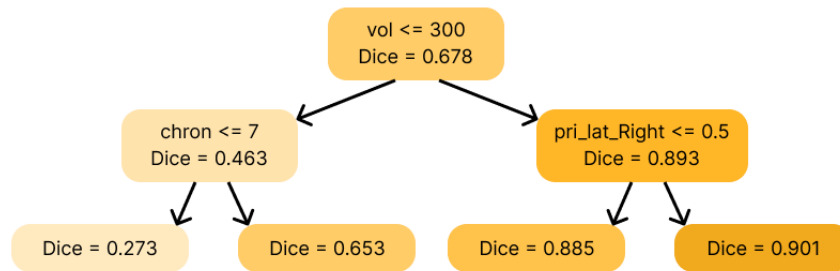 vol <= 300
Dice = 0.678
chron <= 7
Dice = 0.463
pri_lat_Right <= 0.5
Dice = 0.893
Dice = 0.273
Dice = 0.653
Dice = 0.885
Dice = 0.901